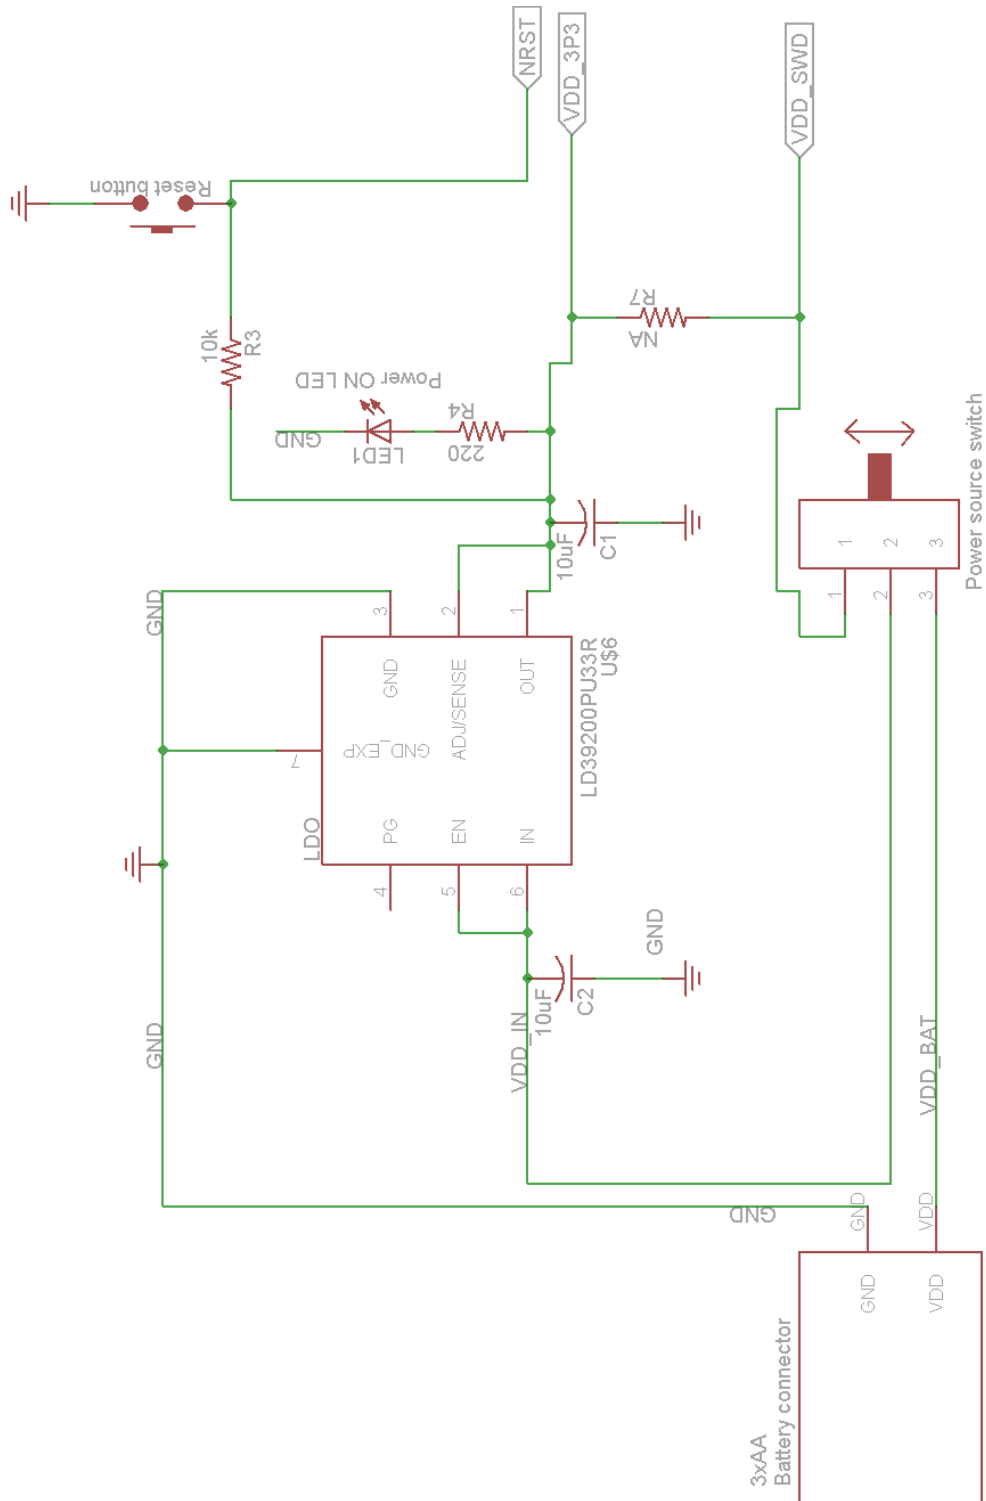 NRST
VDD_3P3
VDD_SWD
Reset button
R7
NA
10k
R3
Power ON LED
R4
220
LED1
GND
Power source switch
1
2
3
1
2
3
10uF
C1
GND
3
2
1
GND
ADJ/SENSE
OUT
GND_EXP
7
LD39200PU33R
U$6
LDO
PG
EN
IN
4
5
6
GND
GND
10uF
C2
VDD_IN
VDD_BAT
GND
GND
VDD
GND
VDD
3xAA
Battery connector